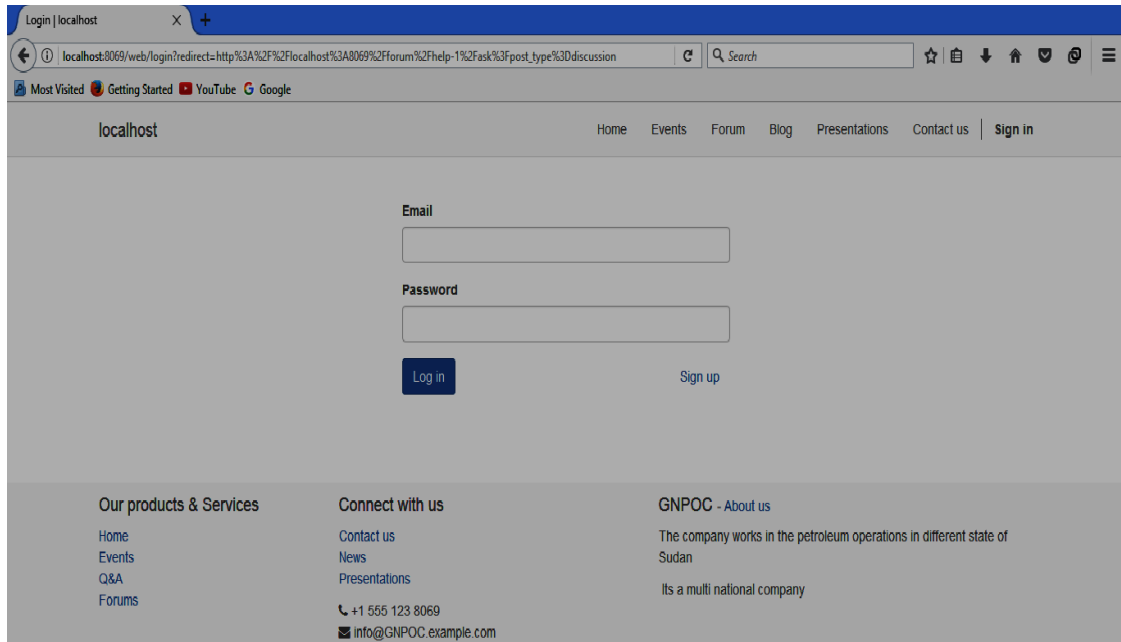 Login | localhost X +
localhost:8069/web/login?redirect=http%3A%2F%2Flocalhost%3A8069%2Fforum%2Fhelp-1%2Fask%3Fpost_type%3Ddiscussion Search
Most Visited Getting Started YouTube Google
localhost Home Events Forum Blog Presentations Contact us Sign in
Email
Password
Log in Sign up
Our products & Services
Home
Events
Q&A
Forums
Connect with us
Contact us
News
Presentations
+1 555 123 8069
info@GNPOC.example.com
GNPOC - About us
The company works in the petroleum operations in different state of
Sudan
Its a multi national company